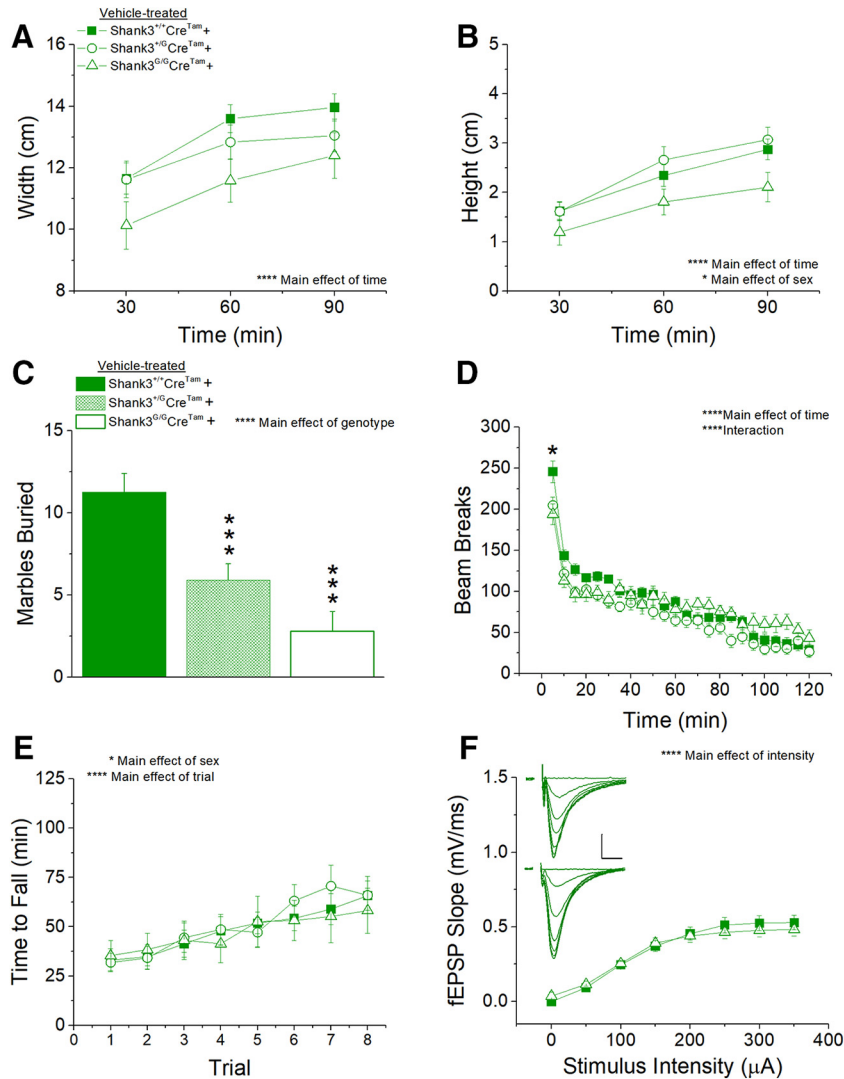 A
Vehicle-treated
Shank3+/+CreTam+
Shank3+/GCreTam+
Shank3G/GCreTam+
16
14
12
10
8
Width (cm)
30 60 90
Time (min)
**** Main effect of time
B
5
4
3
2
1
0
Height (cm)
30 60 90
Time (min)
**** Main effect of time
* Main effect of sex
C
Vehicle-treated
Shank3+/+CreTam+
Shank3+/GCreTam+
Shank3G/GCreTam+
**** Main effect of genotype
15
10
5
0
Marbles Buried
***
***
D
****Main effect of time
****Interaction
*
300
250
200
150
100
50
0
Beam Breaks
0 20 40 60 80 100 120
Time (min)
E
* Main effect of sex
**** Main effect of trial
125
100
75
50
25
0
Time to Fall (min)
0 1 2 3 4 5 6 7 8
Trial
F
**** Main effect of intensity
1.5
1.0
0.5
0.0
fEPSP Slope (mV/ms)
0 100 200 300 400
Stimulus Intensity (µA)